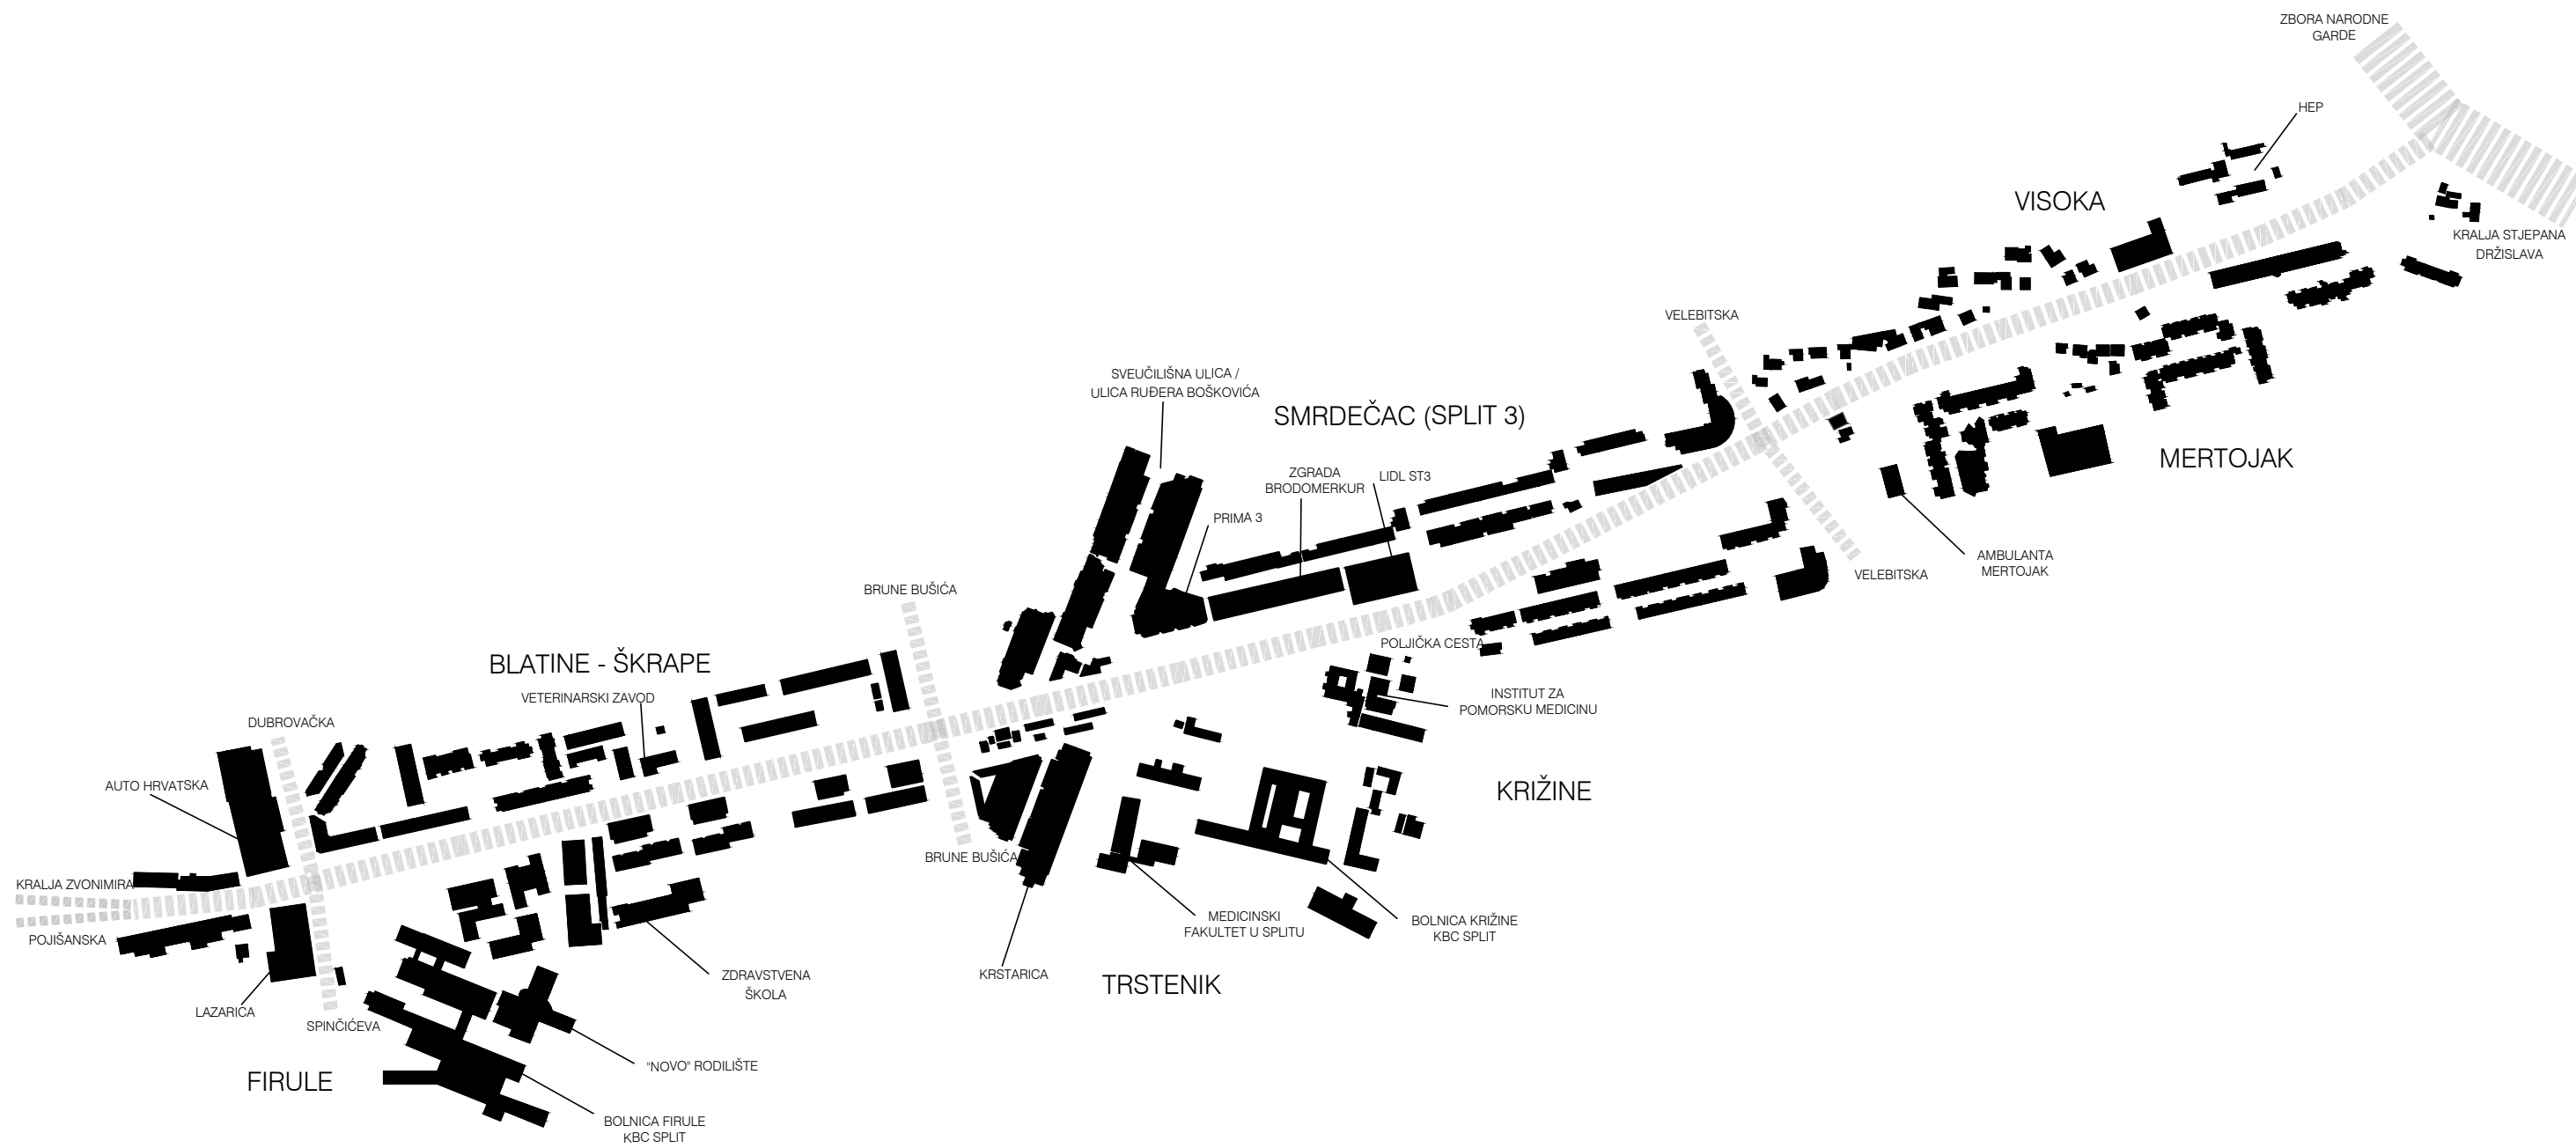 ZBORA NARODNE
GARDE
HEP
VISOKA
KRALJA STJEPANA
DRŽISLAVA
VELEBITSKA
SVEUČILIŠNA ULICA /
ULICA RUĐERA BOŠKOVIĆA
SMRDEČAC (SPLIT 3)
MERTOJAK
ZGRADA
BRODOMERKUR
LIDL ST3
PRIMA 3
AMBULANTA
MERTOJAK
VELEBITSKA
BRUNE BUŠIĆA
POLJIČKA CESTA
BLATINE - ŠKRAPE
VETERINARSKI ZAVOD
INSTITUT ZA
POMORSKU MEDICINU
DUBROVAČKA
AUTO HRVATSKA
KRIŽINE
BRUNE BUŠIĆA
KRALJA ZVONIMIRA
POJIŠANSKA
MEDICINSKI
FAKULTET U SPLITU
BOLNICA KRIŽINE
KBC SPLIT
ZDRAVSTVENA
ŠKOLA
KRSTARICA
TRSTENIK
LAZARICA
SPINČIĆEVA
"NOVO" RODILIŠTE
FIRULE
BOLNICA FIRULE
KBC SPLIT